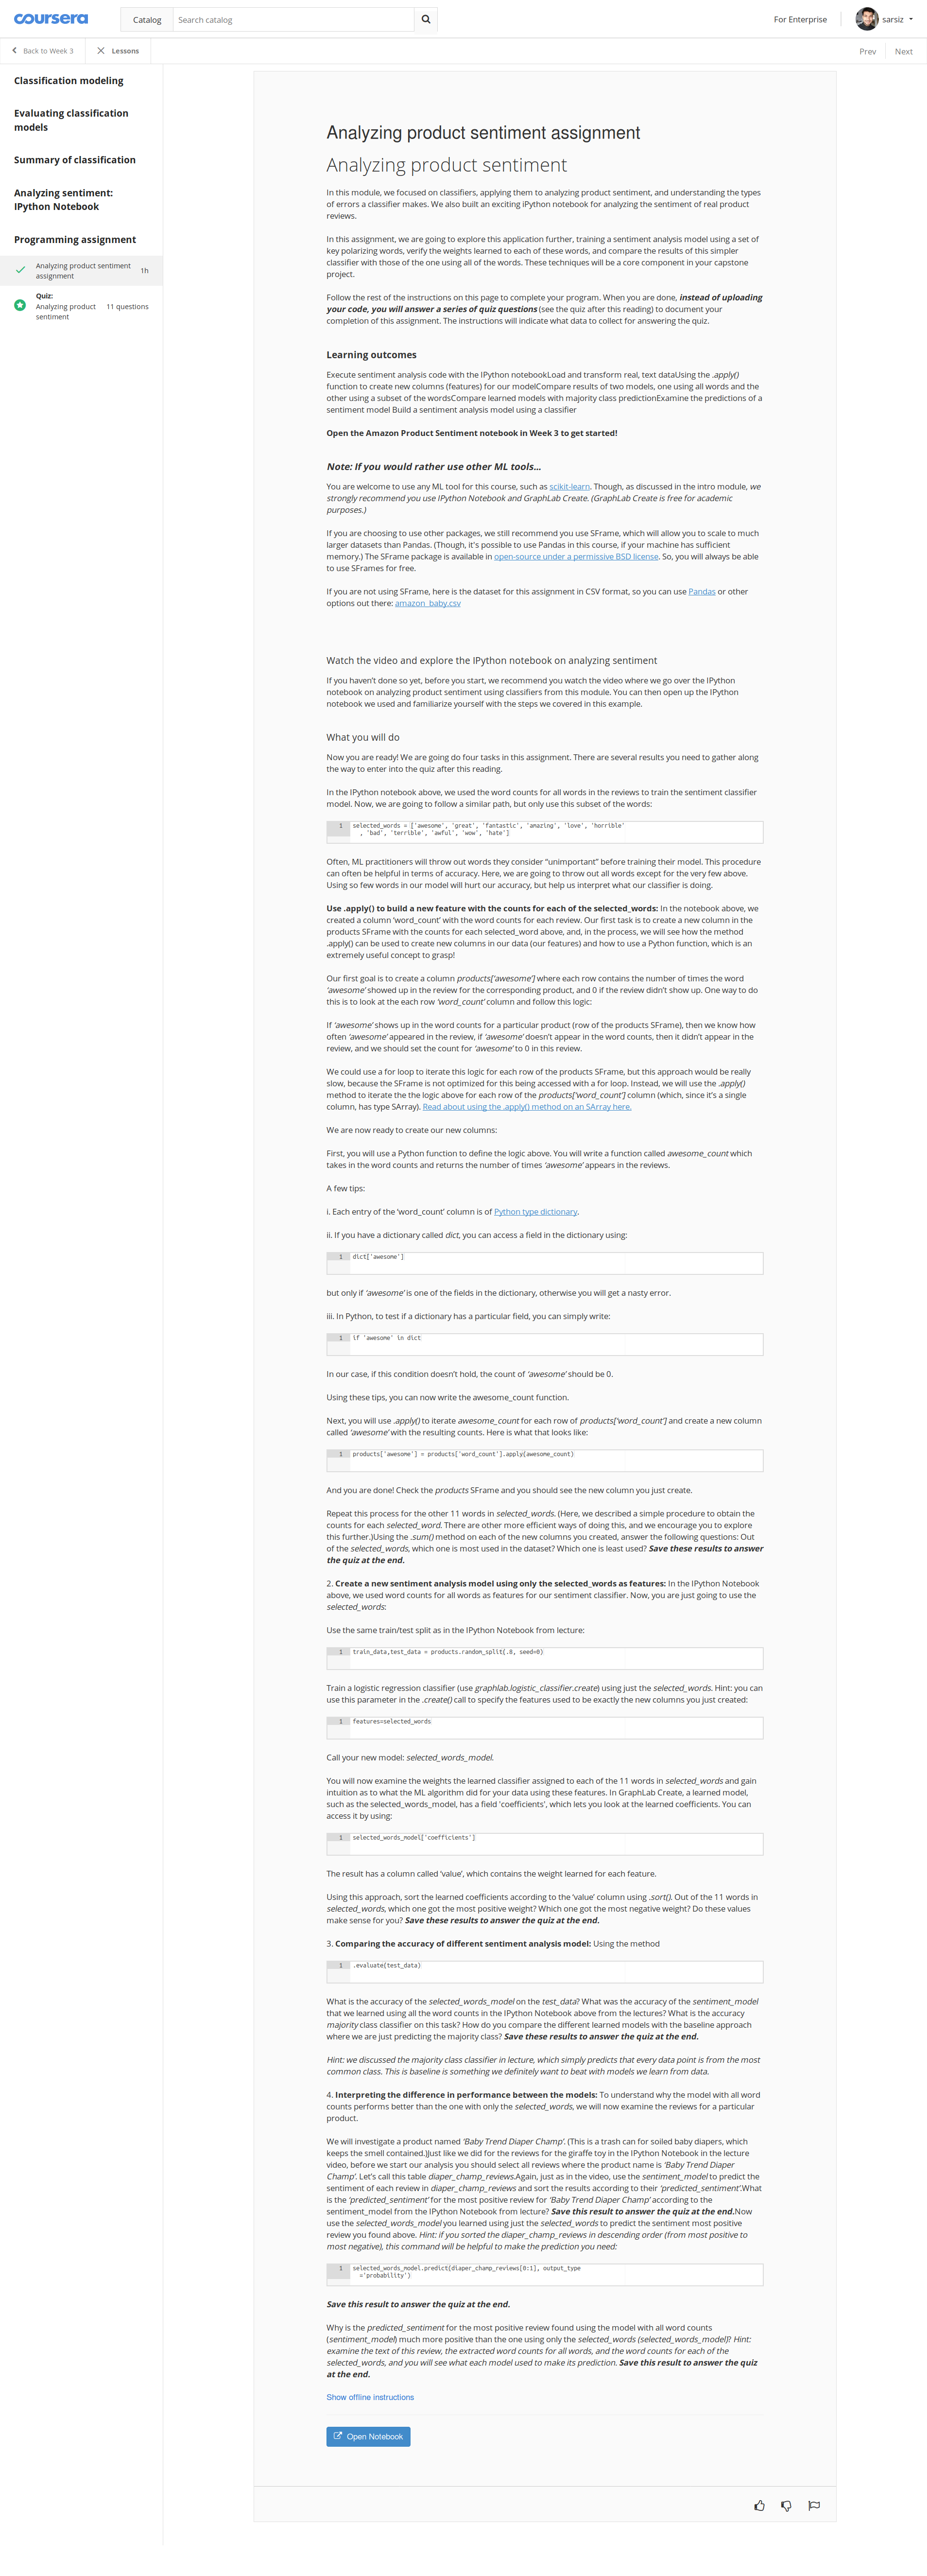 coursera
Catalog
Search catalog
For Enterprise
sarsiz
Back to Week 3
Lessons
Prev
Next
Classification modeling
Evaluating classification
models
Summary of classification
Analyzing sentiment:
IPython Notebook
Programming assignment
Analyzing product sentiment
assignment
1h
Quiz:
Analyzing product
sentiment
11 questions
Analyzing product sentiment assignment
Analyzing product sentiment
In this module, we focused on classifiers, applying them to analyzing product sentiment, and understanding the types
of errors a classifier makes. We also built an exciting iPython notebook for analyzing the sentiment of real product
reviews.
In this assignment, we are going to explore this application further, training a sentiment analysis model using a set of
key polarizing words, verify the weights learned to each of these words, and compare the results of this simpler
classifier with those of the one using all of the words. These techniques will be a core component in your capstone
project.
Follow the rest of the instructions on this page to complete your program. When you are done, instead of uploading
your code, you will answer a series of quiz questions (see the quiz after this reading) to document your
completion of this assignment. The instructions will indicate what data to collect for answering the quiz.
Learning outcomes
Execute sentiment analysis code with the IPython notebookLoad and transform real, text dataUsing the .apply()
function to create new columns (features) for our modelCompare results of two models, one using all words and the
other using a subset of the wordsCompare learned models with majority class predictionExamine the predictions of a
sentiment model Build a sentiment analysis model using a classifier
Open the Amazon Product Sentiment notebook in Week 3 to get started!
Note: If you would rather use other ML tools...
You are welcome to use any ML tool for this course, such as scikit-learn. Though, as discussed in the intro module, we
strongly recommend you use IPython Notebook and GraphLab Create. (GraphLab Create is free for academic
purposes.)
If you are choosing to use other packages, we still recommend you use SFrame, which will allow you to scale to much
larger datasets than Pandas. (Though, it's possible to use Pandas in this course, if your machine has sufficient
memory.) The SFrame package is available in open-source under a permissive BSD license. So, you will always be able
to use SFrames for free.
If you are not using SFrame, here is the dataset for this assignment in CSV format, so you can use Pandas or other
options out there: amazon_baby.csv
Watch the video and explore the IPython notebook on analyzing sentiment
If you haven’t done so yet, before you start, we recommend you watch the video where we go over the IPython
notebook on analyzing product sentiment using classifiers from this module. You can then open up the IPython
notebook we used and familiarize yourself with the steps we covered in this example.
What you will do
Now you are ready! We are going do four tasks in this assignment. There are several results you need to gather along
the way to enter into the quiz after this reading.
In the IPython notebook above, we used the word counts for all words in the reviews to train the sentiment classifier
model. Now, we are going to follow a similar path, but only use this subset of the words:
1 selected_words = ['awesome', 'great', 'fantastic', 'amazing', 'love', 'horrible'
, 'bad', 'terrible', 'awful', 'wow', 'hate']
Often, ML practitioners will throw out words they consider “unimportant” before training their model. This procedure
can often be helpful in terms of accuracy. Here, we are going to throw out all words except for the very few above.
Using so few words in our model will hurt our accuracy, but help us interpret what our classifier is doing.
Use .apply() to build a new feature with the counts for each of the selected_words: In the notebook above, we
created a column ‘word_count’ with the word counts for each review. Our first task is to create a new column in the
products SFrame with the counts for each selected_word above, and, in the process, we will see how the method
.apply() can be used to create new columns in our data (our features) and how to use a Python function, which is an
extremely useful concept to grasp!
Our first goal is to create a column products[‘awesome’] where each row contains the number of times the word
‘awesome’ showed up in the review for the corresponding product, and 0 if the review didn’t show up. One way to do
this is to look at the each row ‘word_count’ column and follow this logic:
If ‘awesome’ shows up in the word counts for a particular product (row of the products SFrame), then we know how
often ‘awesome’ appeared in the review, if ‘awesome’ doesn’t appear in the word counts, then it didn’t appear in the
review, and we should set the count for ‘awesome’ to 0 in this review.
We could use a for loop to iterate this logic for each row of the products SFrame, but this approach would be really
slow, because the SFrame is not optimized for this being accessed with a for loop. Instead, we will use the .apply()
method to iterate the the logic above for each row of the products[‘word_count’] column (which, since it’s a single
column, has type SArray). Read about using the .apply() method on an SArray here.
We are now ready to create our new columns:
First, you will use a Python function to define the logic above. You will write a function called awesome_count which
takes in the word counts and returns the number of times ‘awesome’ appears in the reviews.
A few tips:
i. Each entry of the ‘word_count’ column is of Python type dictionary.
ii. If you have a dictionary called dict, you can access a field in the dictionary using:
1 dict['awesome']
but only if ‘awesome’ is one of the fields in the dictionary, otherwise you will get a nasty error.
iii. In Python, to test if a dictionary has a particular field, you can simply write:
1 if 'awesome' in dict
In our case, if this condition doesn’t hold, the count of ‘awesome’ should be 0.
Using these tips, you can now write the awesome_count function.
Next, you will use .apply() to iterate awesome_count for each row of products[‘word_count’] and create a new column
called ‘awesome’ with the resulting counts. Here is what that looks like:
1 products['awesome'] = products['word_count'].apply(awesome_count)
And you are done! Check the products SFrame and you should see the new column you just create.
Repeat this process for the other 11 words in selected_words. (Here, we described a simple procedure to obtain the
counts for each selected_word. There are other more efficient ways of doing this, and we encourage you to explore
this further.)Using the .sum() method on each of the new columns you created, answer the following questions: Out
of the selected_words, which one is most used in the dataset? Which one is least used? Save these results to answer
the quiz at the end.
2. Create a new sentiment analysis model using only the selected_words as features: In the IPython Notebook
above, we used word counts for all words as features for our sentiment classifier. Now, you are just going to use the
selected_words:
Use the same train/test split as in the IPython Notebook from lecture:
1 train_data,test_data = products.random_split(.8, seed=0)
Train a logistic regression classifier (use graphlab.logistic_classifier.create) using just the selected_words. Hint: you can
use this parameter in the .create() call to specify the features used to be exactly the new columns you just created:
1 features=selected_words
Call your new model: selected_words_model.
You will now examine the weights the learned classifier assigned to each of the 11 words in selected_words and gain
intuition as to what the ML algorithm did for your data using these features. In GraphLab Create, a learned model,
such as the selected_words_model, has a field 'coefficients', which lets you look at the learned coefficients. You can
access it by using:
1 selected_words_model['coefficients']
The result has a column called ‘value’, which contains the weight learned for each feature.
Using this approach, sort the learned coefficients according to the ‘value’ column using .sort(). Out of the 11 words in
selected_words, which one got the most positive weight? Which one got the most negative weight? Do these values
make sense for you? Save these results to answer the quiz at the end.
3. Comparing the accuracy of different sentiment analysis model: Using the method
1 .evaluate(test_data)
What is the accuracy of the selected_words_model on the test_data? What was the accuracy of the sentiment_model
that we learned using all the word counts in the IPython Notebook above from the lectures? What is the accuracy
majority class classifier on this task? How do you compare the different learned models with the baseline approach
where we are just predicting the majority class? Save these results to answer the quiz at the end.
Hint: we discussed the majority class classifier in lecture, which simply predicts that every data point is from the most
common class. This is baseline is something we definitely want to beat with models we learn from data.
4. Interpreting the difference in performance between the models: To understand why the model with all word
counts performs better than the one with only the selected_words, we will now examine the reviews for a particular
product.
We will investigate a product named ‘Baby Trend Diaper Champ’. (This is a trash can for soiled baby diapers, which
keeps the smell contained.)Just like we did for the reviews for the giraffe toy in the IPython Notebook in the lecture
video, before we start our analysis you should select all reviews where the product name is ‘Baby Trend Diaper
Champ’. Let’s call this table diaper_champ_reviews.Again, just as in the video, use the sentiment_model to predict the
sentiment of each review in diaper_champ_reviews and sort the results according to their ‘predicted_sentiment’.What
is the ‘predicted_sentiment’ for the most positive review for ‘Baby Trend Diaper Champ’ according to the
sentiment_model from the IPython Notebook from lecture? Save this result to answer the quiz at the end.Now
use the selected_words_model you learned using just the selected_words to predict the sentiment most positive
review you found above. Hint: if you sorted the diaper_champ_reviews in descending order (from most positive to
most negative), this command will be helpful to make the prediction you need:
1 selected_words_model.predict(diaper_champ_reviews[0:1], output_type
='probability')
Save this result to answer the quiz at the end.
Why is the predicted_sentiment for the most positive review found using the model with all word counts
(sentiment_model) much more positive than the one using only the selected_words (selected_words_model)? Hint:
examine the text of this review, the extracted word counts for all words, and the word counts for each of the
selected_words, and you will see what each model used to make its prediction. Save this result to answer the quiz
at the end.
Show offline instructions
Open Notebook